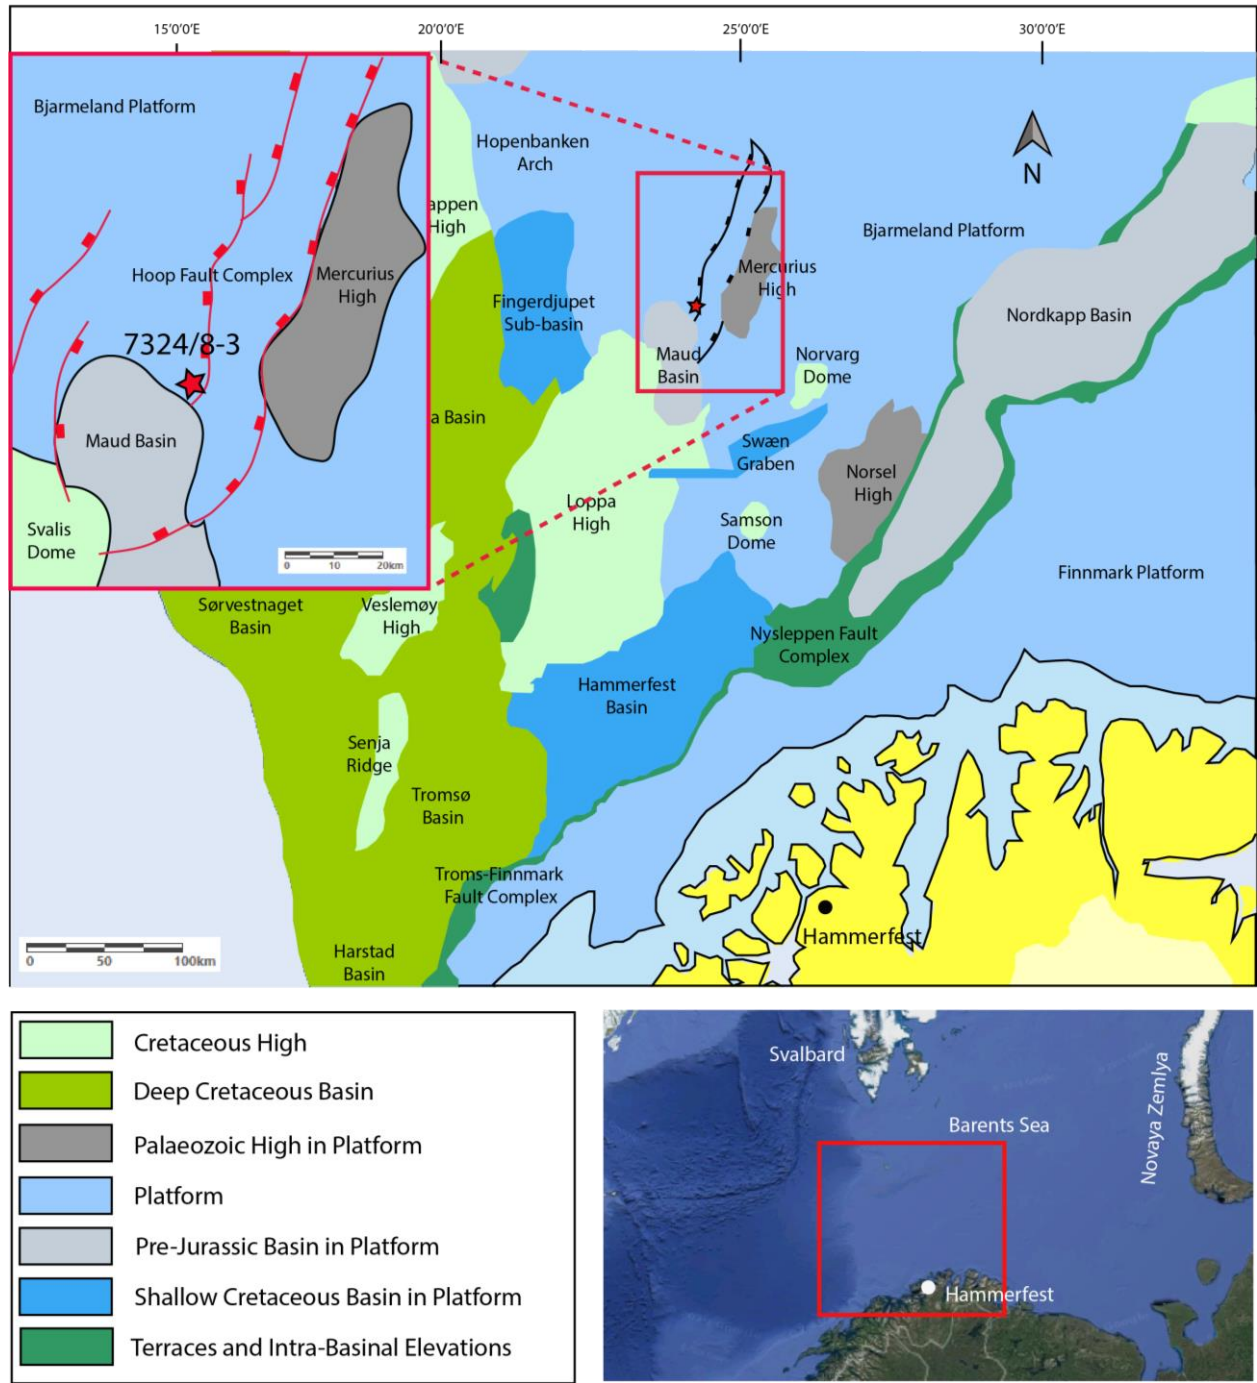 15°0'0"E
20°0'0"E
25°0'0"E
30°0'0"E
Bjarmeland Platform
Hoop Fault Complex
Mercurius
High
7324/8-3
Maud Basin
Svalis
Dome
0 10 20km
Hopenbanken
Arch
appen
High
Fingerdjupet
Sub-basin
a Basin
Bjarmeland Platform
N
Mercurius
High
Maud
Basin
Norvarg
Dome
Nordkapp Basin
Swæn
Graben
Norsel
High
Loppa
High
Samson
Dome
Finnmark Platform
Sørvestnaget
Basin
Veslemøy
High
Nysleppen Fault
Complex
Hammerfest
Basin
Senja
Ridge
Tromsø
Basin
Troms-Finnmark
Fault Complex
Harstad
Basin
Hammerfest
0 50 100km
Cretaceous High
Deep Cretaceous Basin
Palaeozoic High in Platform
Platform
Pre-Jurassic Basin in Platform
Shallow Cretaceous Basin in Platform
Terraces and Intra-Basinal Elevations
Svalbard
Barents Sea
Novaya Zemlya
Hammerfest